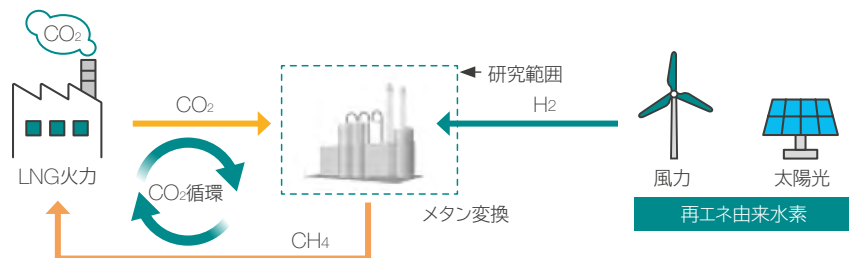 CO₂
研究範囲
CO₂
H₂
LNG火力
CO₂循環
風力
太陽光
メタン変換
再エネ由来水素
CH₄